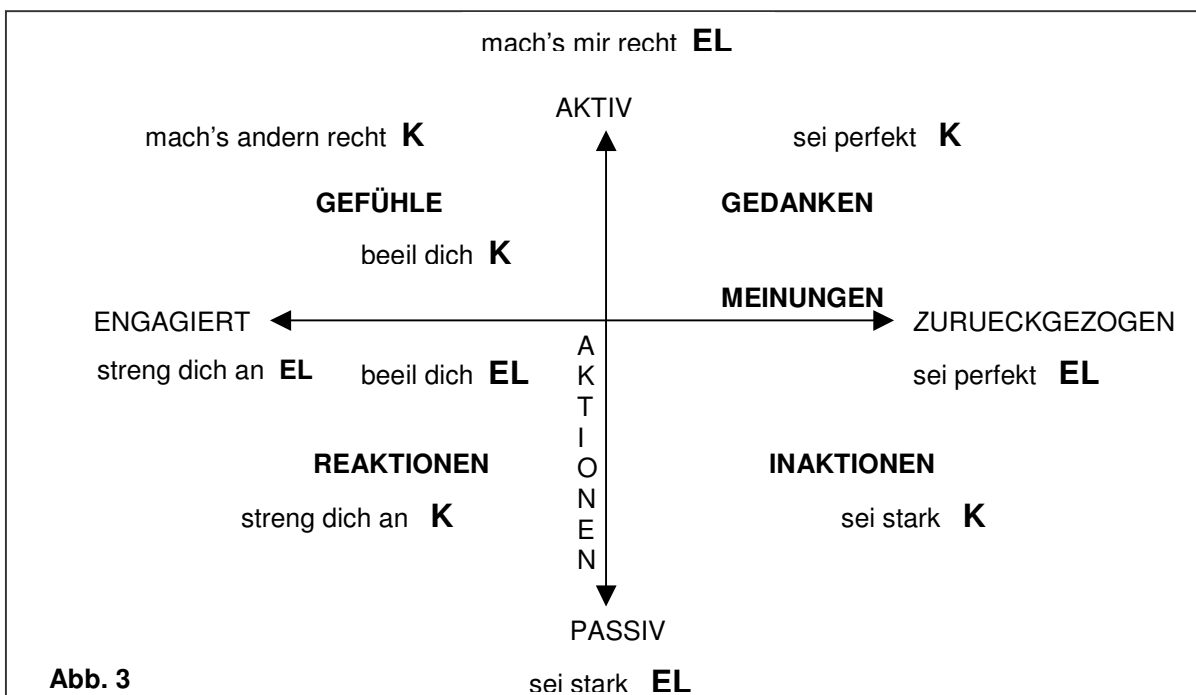 mach's mir recht EL
AKTIV
mach's andern recht K
sei perfekt K
GEFÜHLE
GEDANKEN
beeil dich K
MEINUNGEN
ENGAGIERT
ZURUECKGEZOGEN
streng dich an EL
beeil dich EL
sei perfekt EL
AKTIONEN
REAKTIONEN
INAKTIONEN
streng dich an K
sei stark K
PASSIV
Abb. 3
sei stark EL